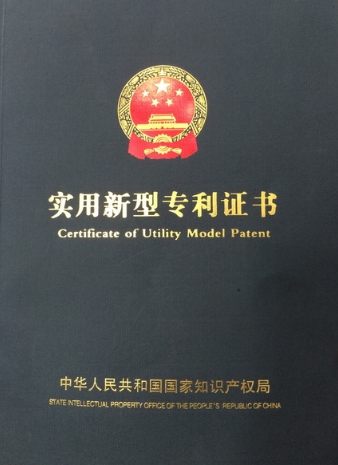 实用新型专利证书
Certificate of Utility Model Patent
中华人民共和国国家知识产权局
STATE INTELLECTUAL PROPERTY OFFICE OF THE PEOPLE'S REPUBLIC OF CHINA